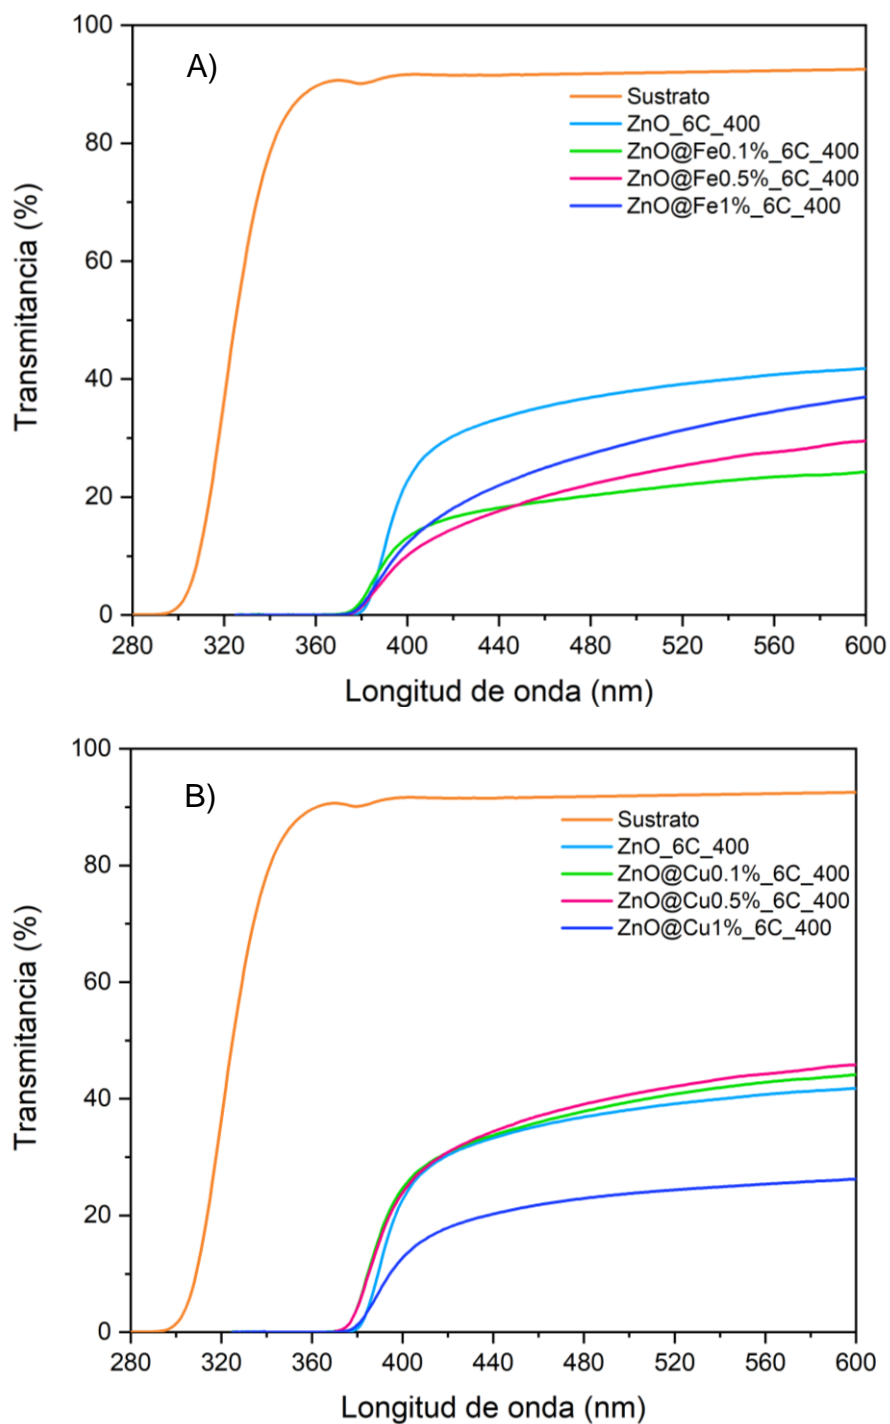 A)
Sustrato
ZnO_6C_400
ZnO@Fe0.1%_6C_400
ZnO@Fe0.5%_6C_400
ZnO@Fe1%_6C_400
Transmitancia (%)
100
80
60
40
20
0
280 320 360 400 440 480 520 560 600
Longitud de onda (nm)
B)
Sustrato
ZnO_6C_400
ZnO@Cu0.1%_6C_400
ZnO@Cu0.5%_6C_400
ZnO@Cu1%_6C_400
Transmitancia (%)
100
80
60
40
20
0
280 320 360 400 440 480 520 560 600
Longitud de onda (nm)